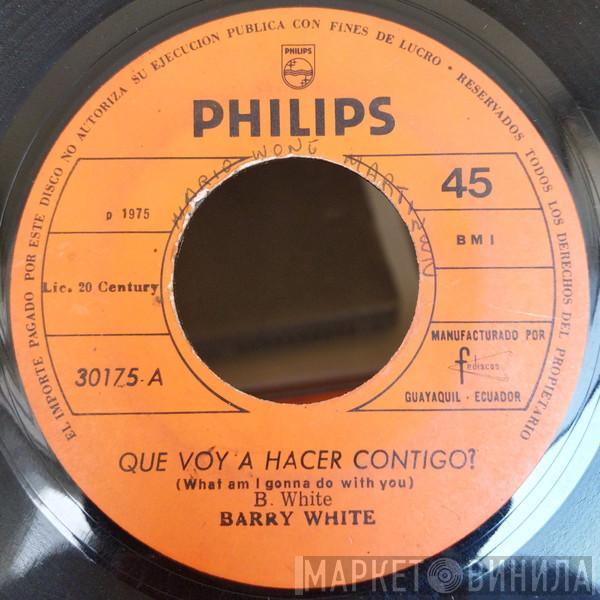 EL IMPORTE PAGADO POR ESTE DISCO NO AUTORIZA SU EJECUCION PUBLICA CON FINES DE LUCRO • RESERVADOS TODOS LOS DERECHOS DEL PROPIETARIO
PHILIPS
PHILIPS
WONG
45
p 1975
BMI
Lic. 20 Century
MANUFACTURADO POR
fediscos
30175-A
GUAYAQUIL - ECUADOR
QUE VOY A HACER CONTIGO?
(What am I gonna do with you)
B. White
BARRY WHITE
МАРКЕТ ВИНИЛА